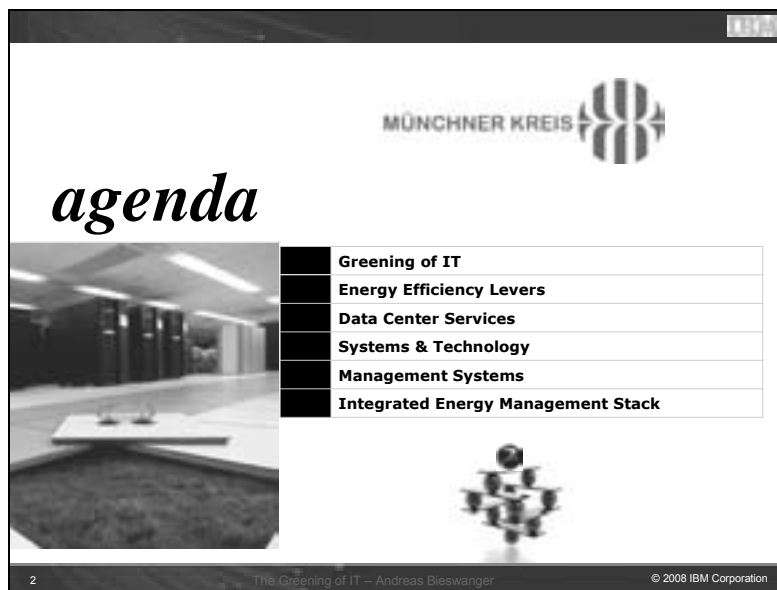 IBM
MÜNCHNER KREIS
agenda
Greening of IT
Energy Efficiency Levers
Data Center Services
Systems & Technology
Management Systems
Integrated Energy Management Stack
2
The Greening of IT – Andreas Bieswanger
© 2008 IBM Corporation